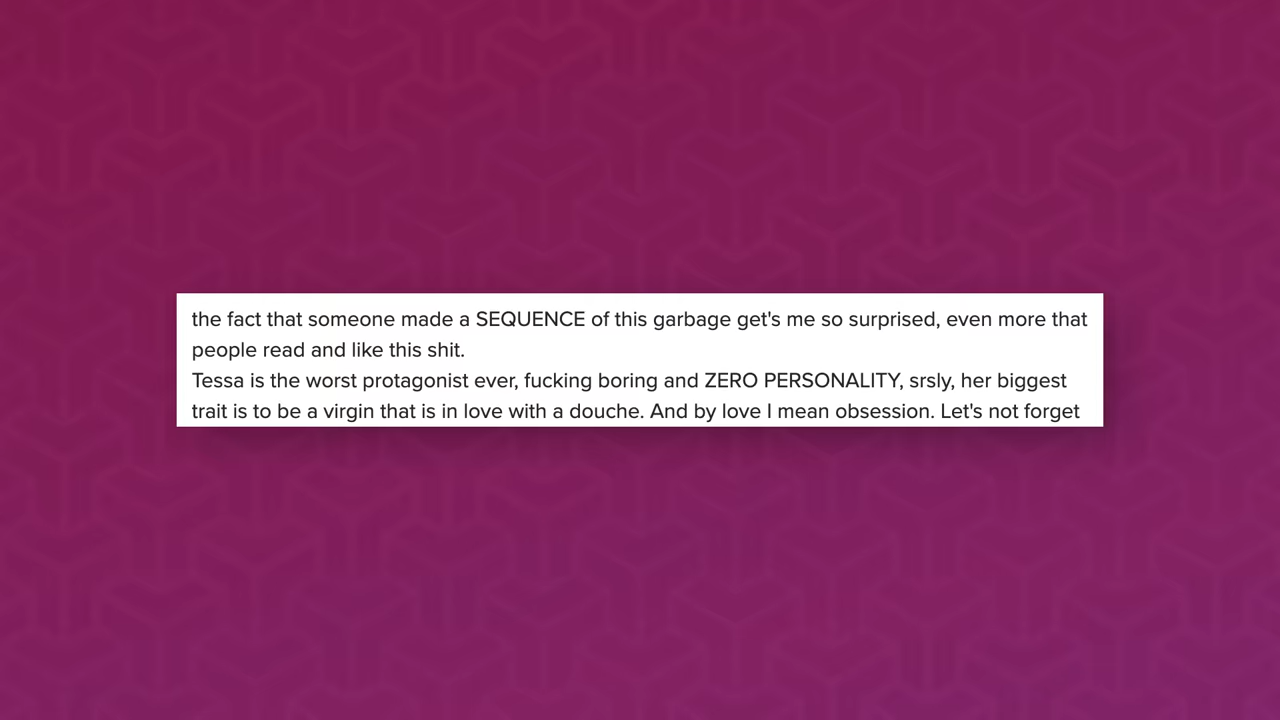 the fact that someone made a SEQUENCE of this garbage get's me so surprised, even more that
people read and like this shit.
Tessa is the worst protagonist ever, fucking boring and ZERO PERSONALITY, srsly, her biggest
trait is to be a virgin that is in love with a douche. And by love I mean obsession. Let's not forget